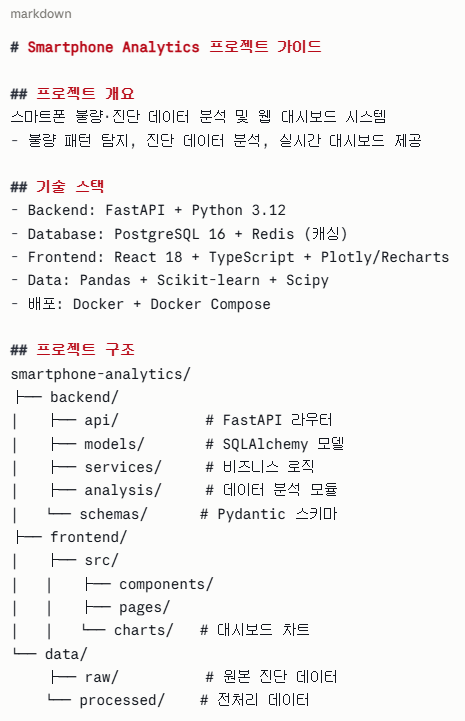 markdown
# Smartphone Analytics 프로젝트 가이드
## 프로젝트 개요
스마트폰 불량·진단 데이터 분석 및 웹 대시보드 시스템
- 불량 패턴 탐지, 진단 데이터 분석, 실시간 대시보드 제공
## 기술 스택
- Backend: FastAPI + Python 3.12
- Database: PostgreSQL 16 + Redis (캐싱)
- Frontend: React 18 + TypeScript + Plotly/Recharts
- Data: Pandas + Scikit-learn + Scipy
- 배포: Docker + Docker Compose
## 프로젝트 구조
smartphone-analytics/
├── backend/
│   ├── api/          # FastAPI 라우터
│   ├── models/       # SQLAlchemy 모델
│   ├── services/     # 비즈니스 로직
│   ├── analysis/     # 데이터 분석 모듈
│   └── schemas/      # Pydantic 스키마
├── frontend/
│   ├── src/
│   │   ├── components/
│   │   ├── pages/
│   │   └── charts/   # 대시보드 차트
└── data/
    ├── raw/          # 원본 진단 데이터
    └── processed/    # 전처리 데이터